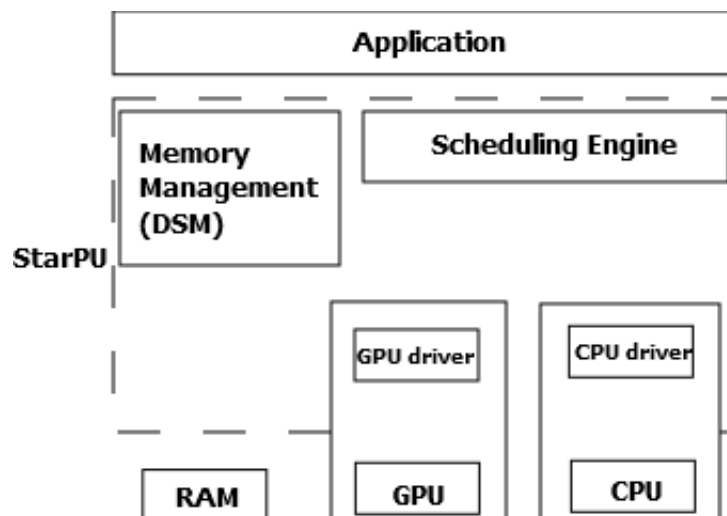 Application
Memory
Management
(DSM)
Scheduling Engine
StarPU
GPU driver
CPU driver
RAM
GPU
CPU